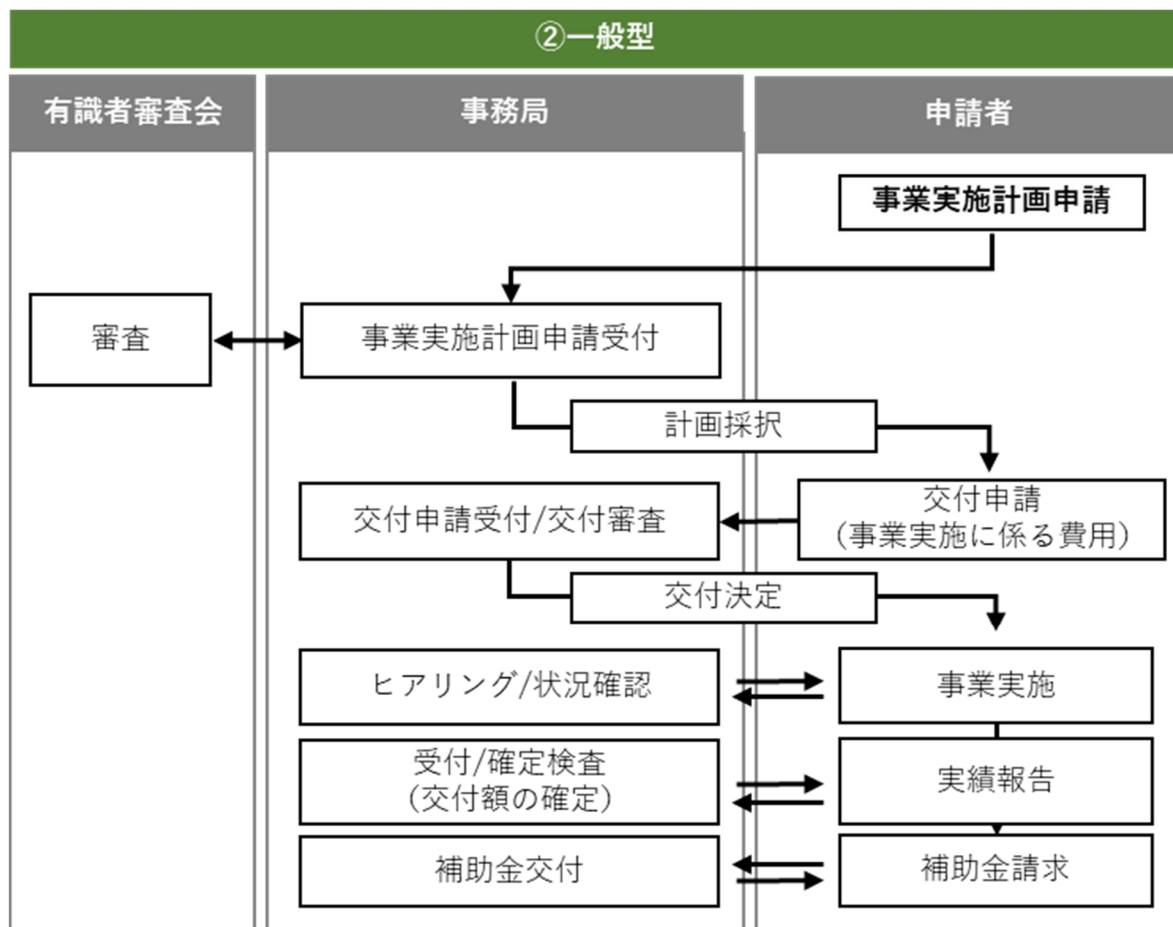 ②一般型
有識者審査会
事務局
申請者
事業実施計画申請
審査
事業実施計画申請受付
計画採択
交付申請受付/交付審査
交付申請
(事業実施に係る費用)
交付決定
ヒアリング/状況確認
事業実施
受付/確定検査
(交付額の確定)
実績報告
補助金交付
補助金請求